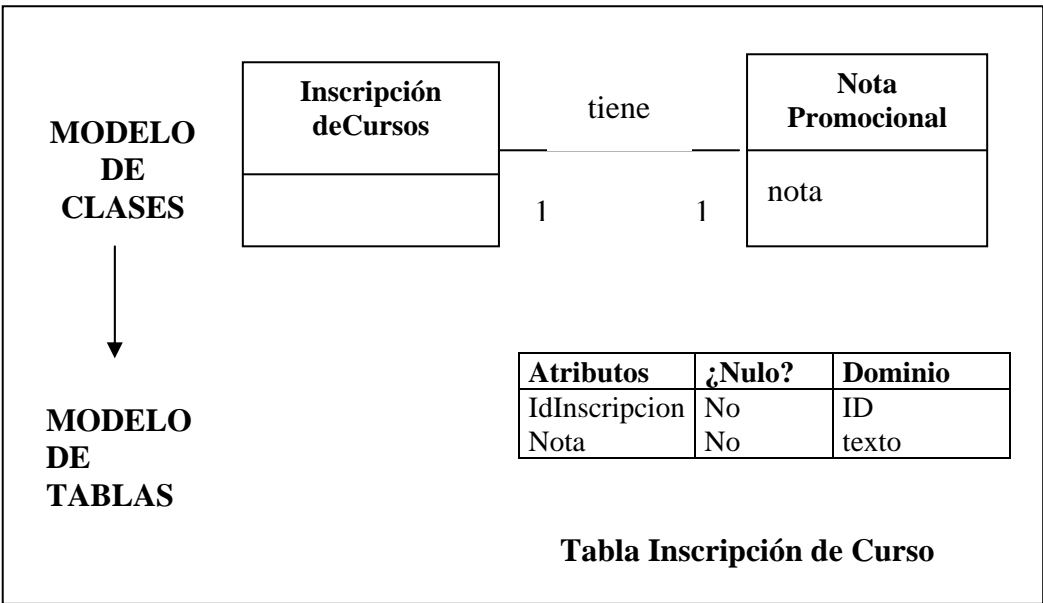 MODELO
DE
CLASES
Inscripción
deCursos
tiene
1
1
Nota
Promocional
nota
MODELO
DE
TABLAS
Atributos ¿Nulo? Dominio
IdInscripcion No ID
Nota No texto
Tabla Inscripción de Curso